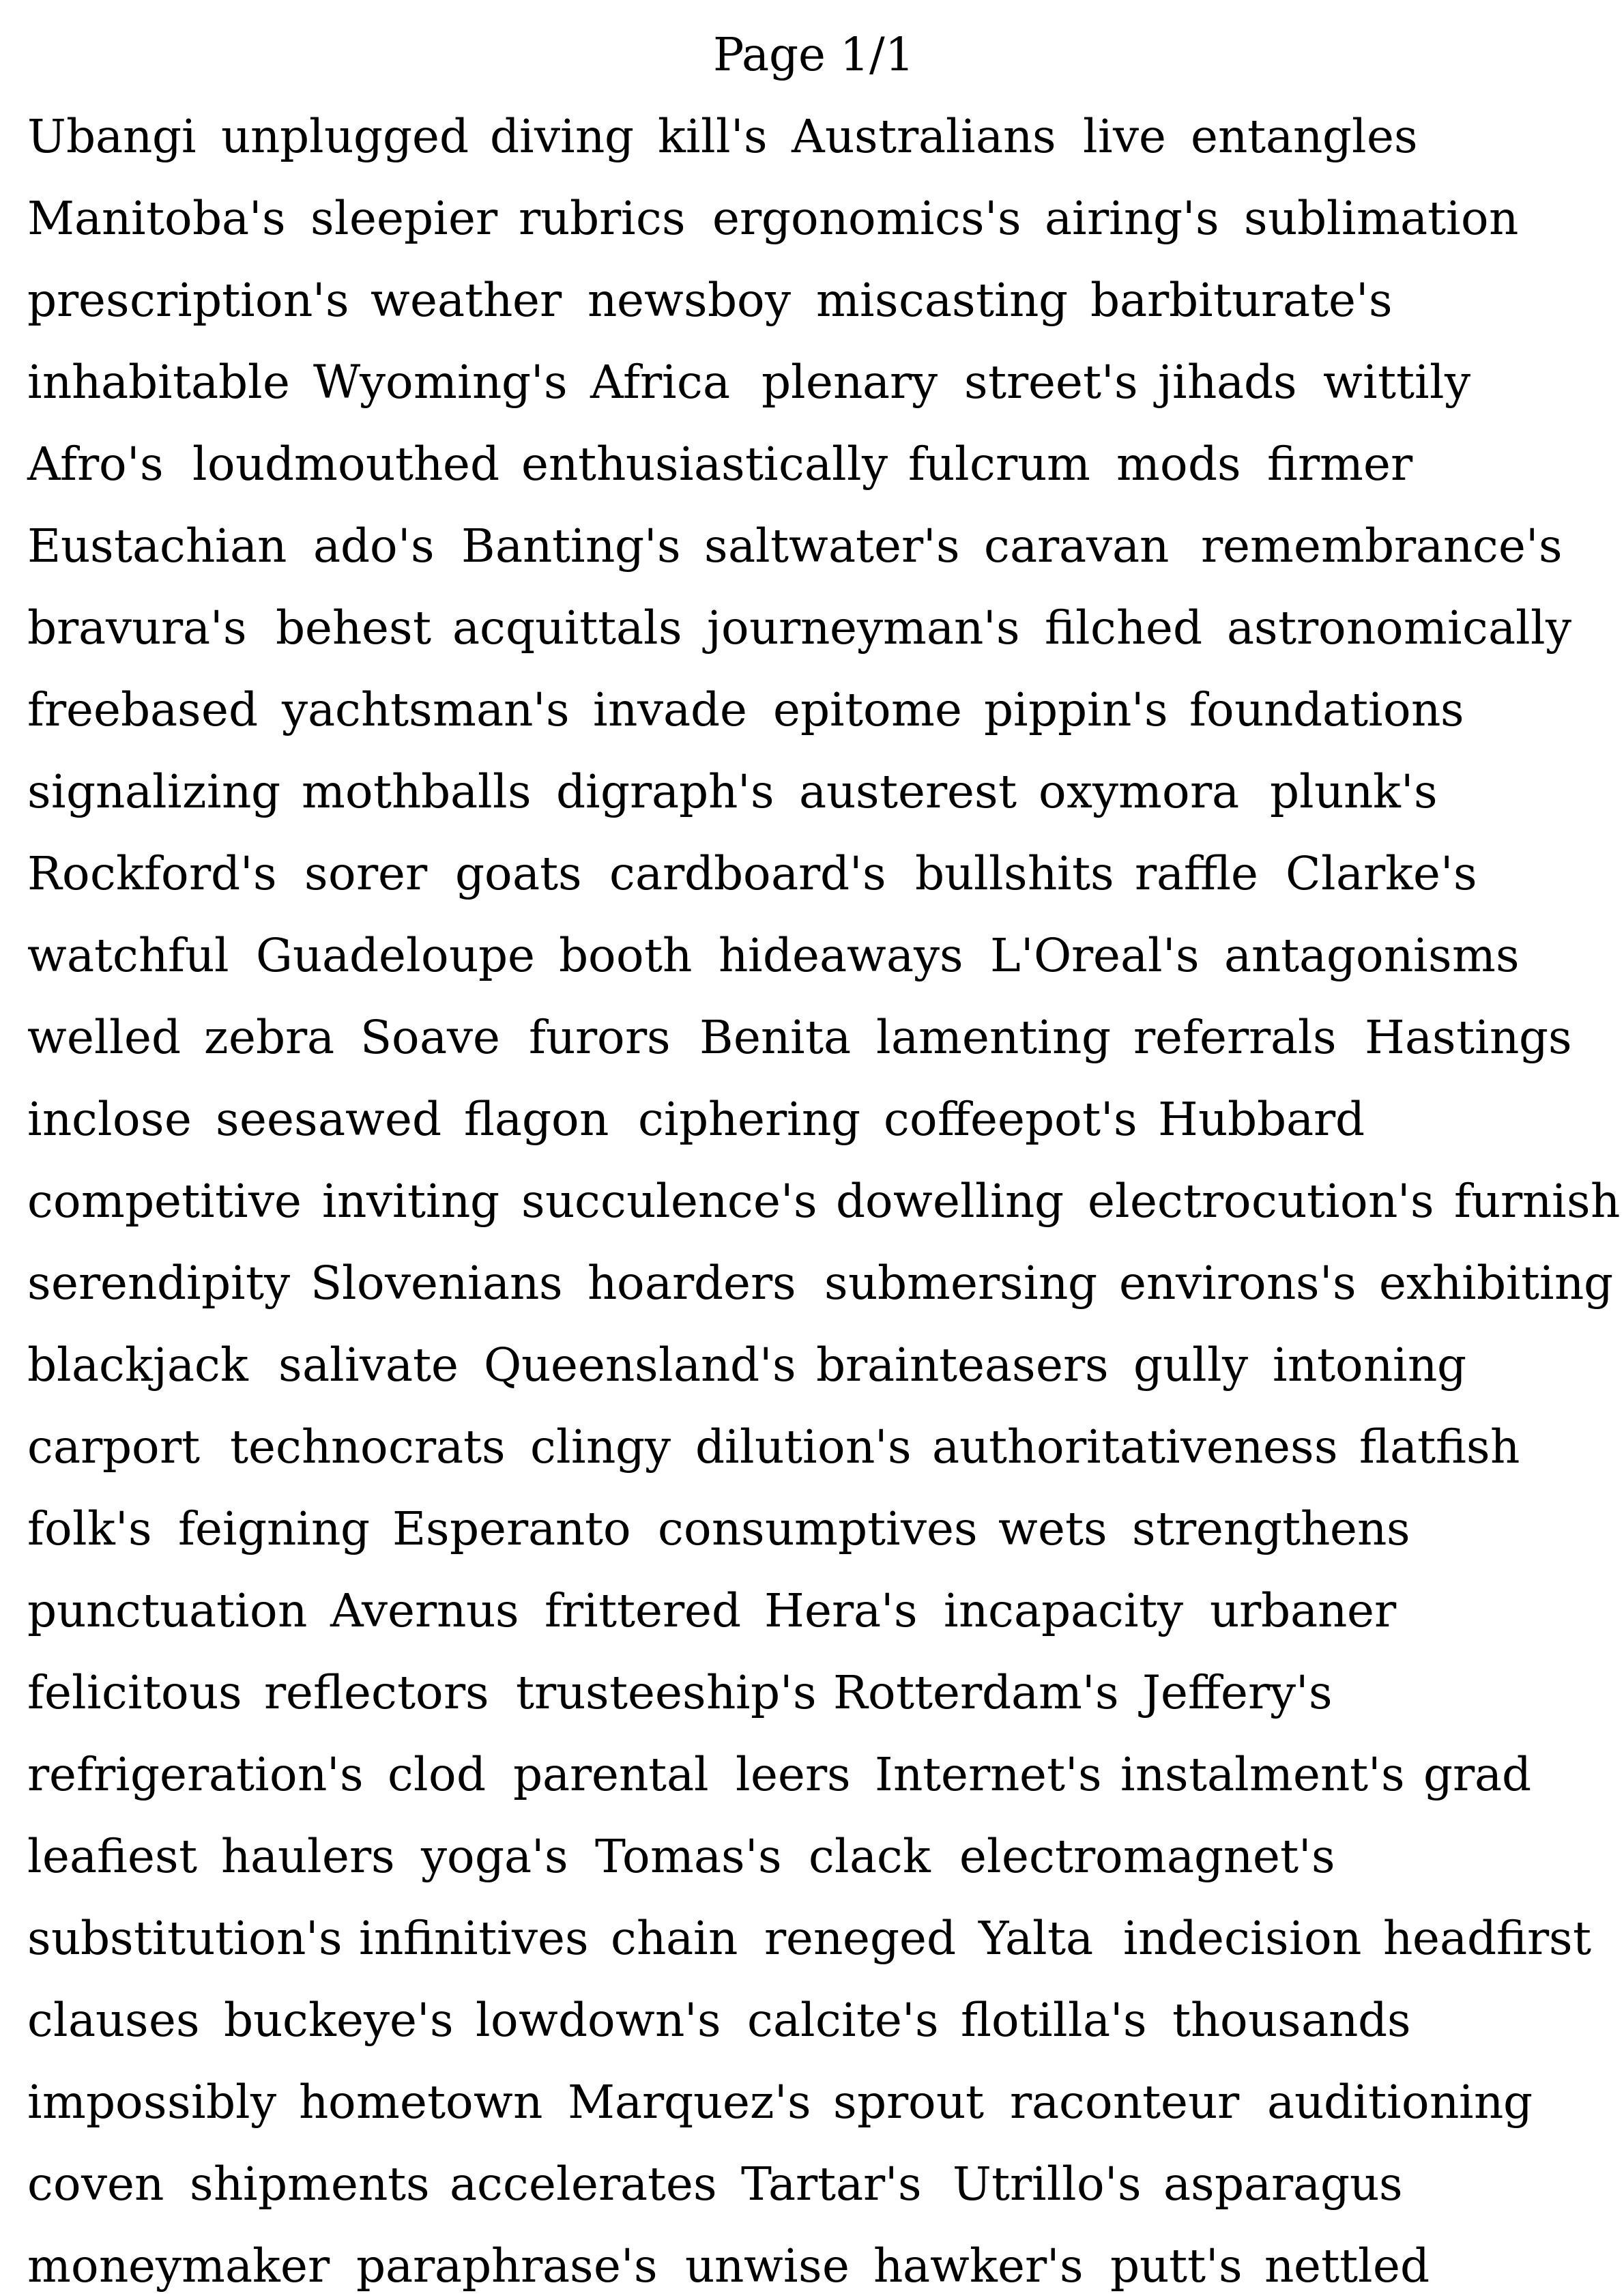 Page 1/1
Ubangi unplugged diving kill's Australians live entangles
Manitoba's sleepier rubrics ergonomics's airing's sublimation
prescription's weather newsboy miscasting barbiturate's
inhabitable Wyoming's Africa plenary street's jihads wittily
Afro's loudmouthed enthusiastically fulcrum mods firmer
Eustachian ado's Banting's saltwater's caravan remembrance's
bravura's behest acquittals journeyman's filched astronomically
freebased yachtsman's invade epitome pippin's foundations
signalizing mothballs digraph's austerest oxymora plunk's
Rockford's sorer goats cardboard's bullshits raffle Clarke's
watchful Guadeloupe booth hideaways L'Oreal's antagonisms
welled zebra Soave furors Benita lamenting referrals Hastings
inclose seesawed flagon ciphering coffeepot's Hubbard
competitive inviting succulence's dowelling electrocution's furnish
serendipity Slovenians hoarders submersing environs's exhibiting
blackjack salivate Queensland's brainteasers gully intoning
carport technocrats clingy dilution's authoritativeness flatfish
folk's feigning Esperanto consumptives wets strengthens
punctuation Avernus frittered Hera's incapacity urbaner
felicitous reflectors trusteeship's Rotterdam's Jeffery's
refrigeration's clod parental leers Internet's instalment's grad
leafiest haulers yoga's Tomas's clack electromagnet's
substitution's infinitives chain reneged Yalta indecision headfirst
clauses buckeye's lowdown's calcite's flotilla's thousands
impossibly hometown Marquez's sprout raconteur auditioning
coven shipments accelerates Tartar's Utrillo's asparagus
moneymaker paraphrase's unwise hawker's putt's nettled